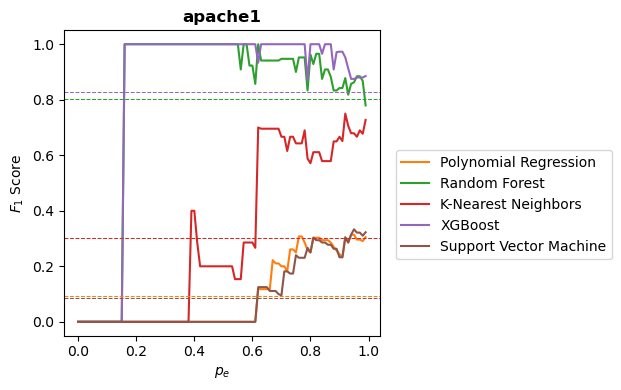 apache1
1.0
0.8
0.6
0.4
0.2
0.0
F1 Score
0.0 0.2 0.4 0.6 0.8 1.0
pe
Polynomial Regression
Random Forest
K-Nearest Neighbors
XGBoost
Support Vector Machine